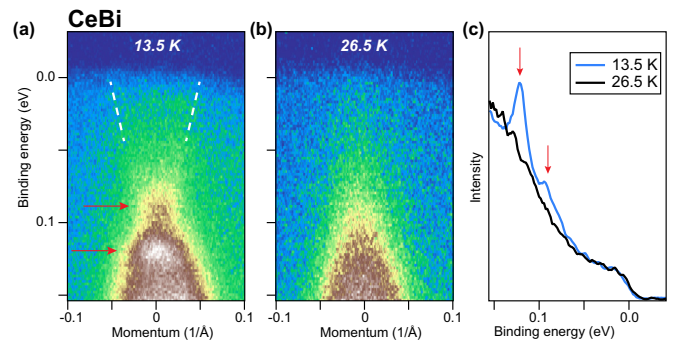 CeBi
(a)
13.5 K
(b)
26.5 K
(c)
13.5 K
26.5 K
Binding energy (eV)
0.0
0.1
Intensity
-0.1
0
0.1
-0.1
0
0.1
0.1
0.0
Momentum (1/Å)
Momentum (1/Å)
Binding energy (eV)